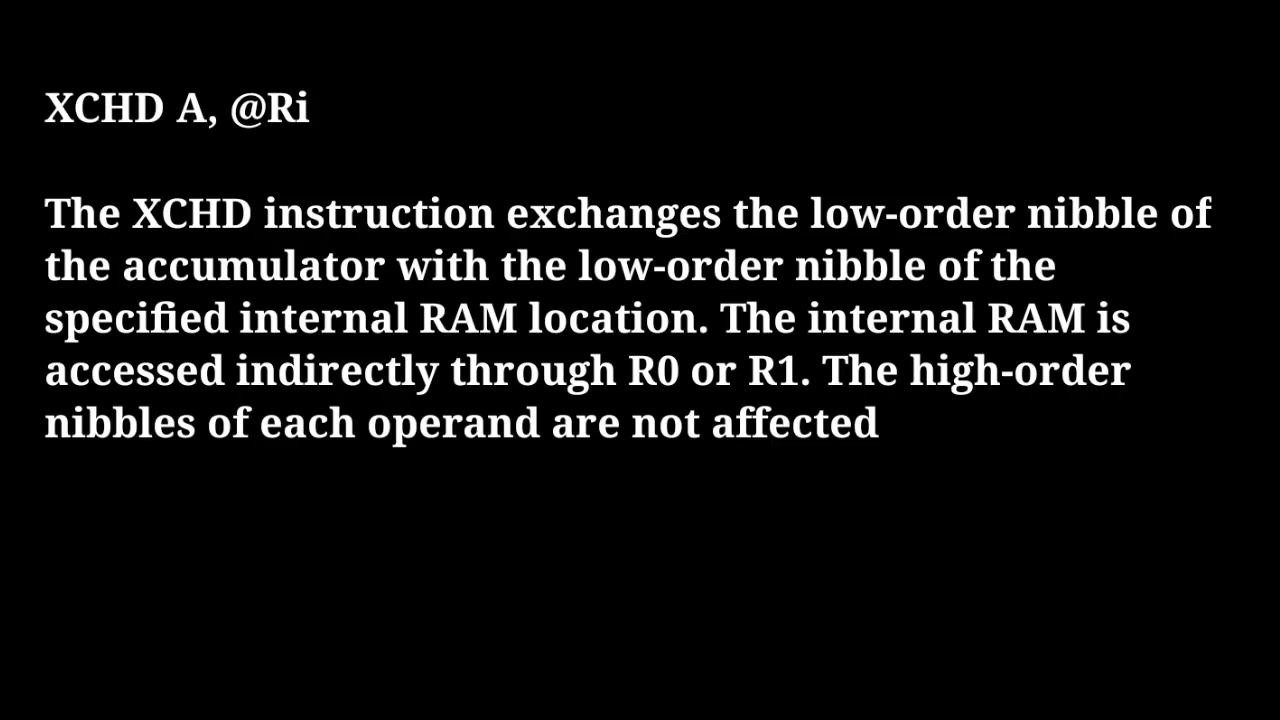 XCHD A, @Ri
The XCHD instruction exchanges the low-order nibble of
the accumulator with the low-order nibble of the
specified internal RAM location. The internal RAM is
accessed indirectly through R0 or R1. The high-order
nibbles of each operand are not affected